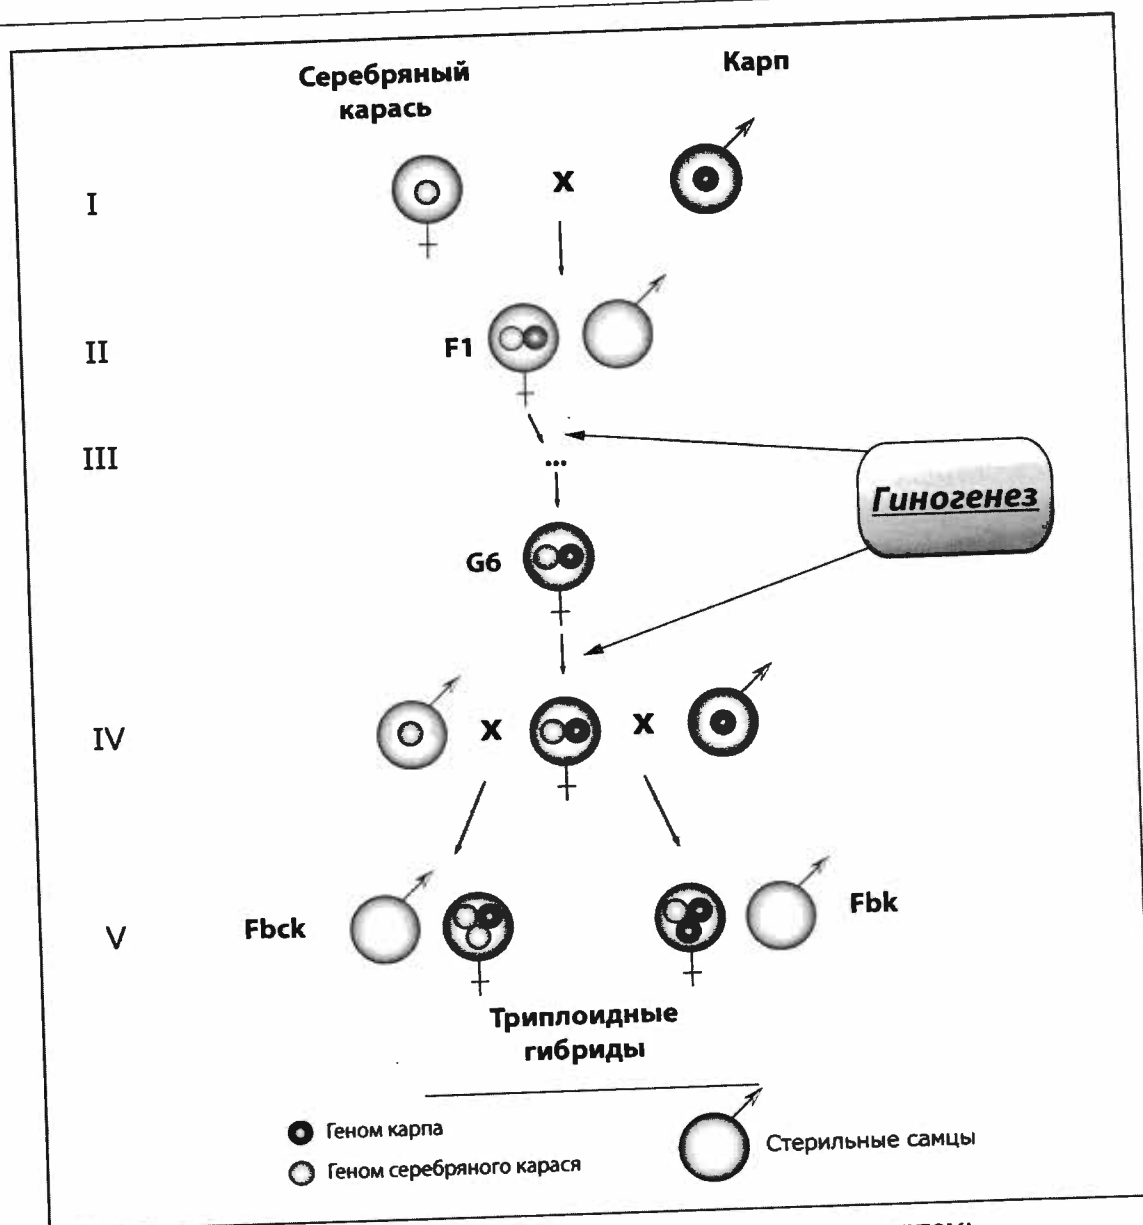 Серебряный
карась
Карп
I
X
II
F1
III
...
Гиногенез
G6
IV
X
X
V
Fbck
Fbk
Триплоидные
гибриды
Геном карпа
Стерильные самцы
Геном серебряного карася